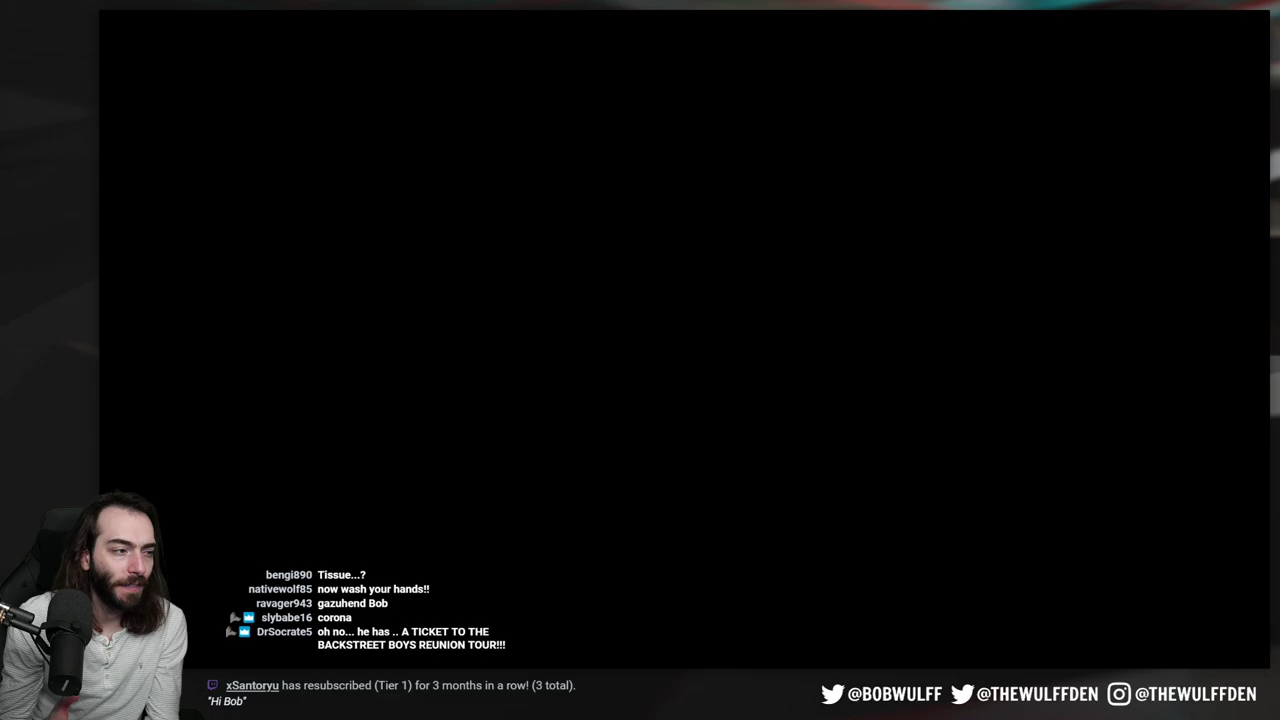 bengi890 Tissue...?
nativewolf85 now wash your hands!!
ravager943 gazuhend Bob
slybabe16 corona
DrSocrate5 oh no... he has .. A TICKET TO THE
BACKSTREET BOYS REUNION TOUR!!!
xSantoryu has resubscribed (Tier 1) for 3 months in a row! (3 total).
"Hi Bob"
@BOBWULFF @THEWULFFDEN @THEWULFFDEN